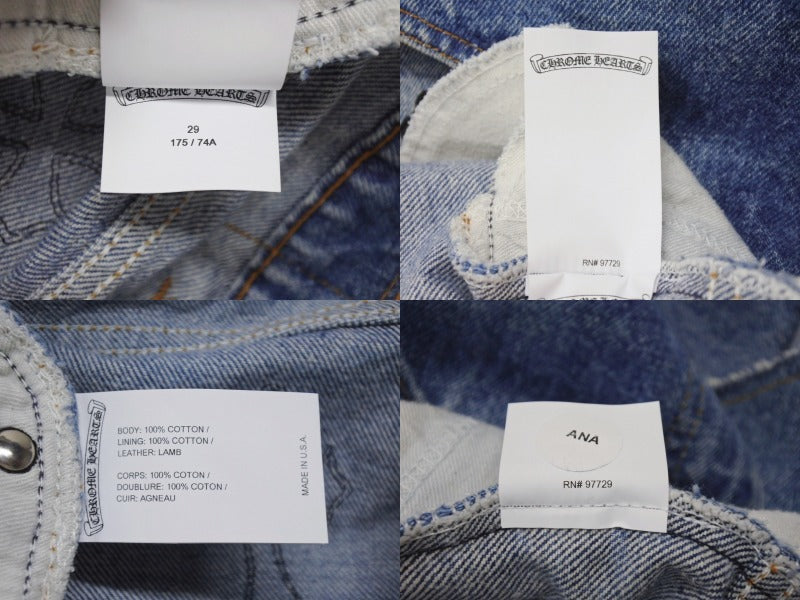 CHROME HEARTS
29
175 / 74A
CHROME HEARTS
RN# 97729
CHROME HEARTS
BODY: 100% COTTON /
LINING: 100% COTTON /
LEATHER: LAMB
CORPS: 100% COTON /
DOUBLURE: 100% COTON /
CUIR: AGNEAU
MADE IN U.S.A.
ANA
RN# 97729